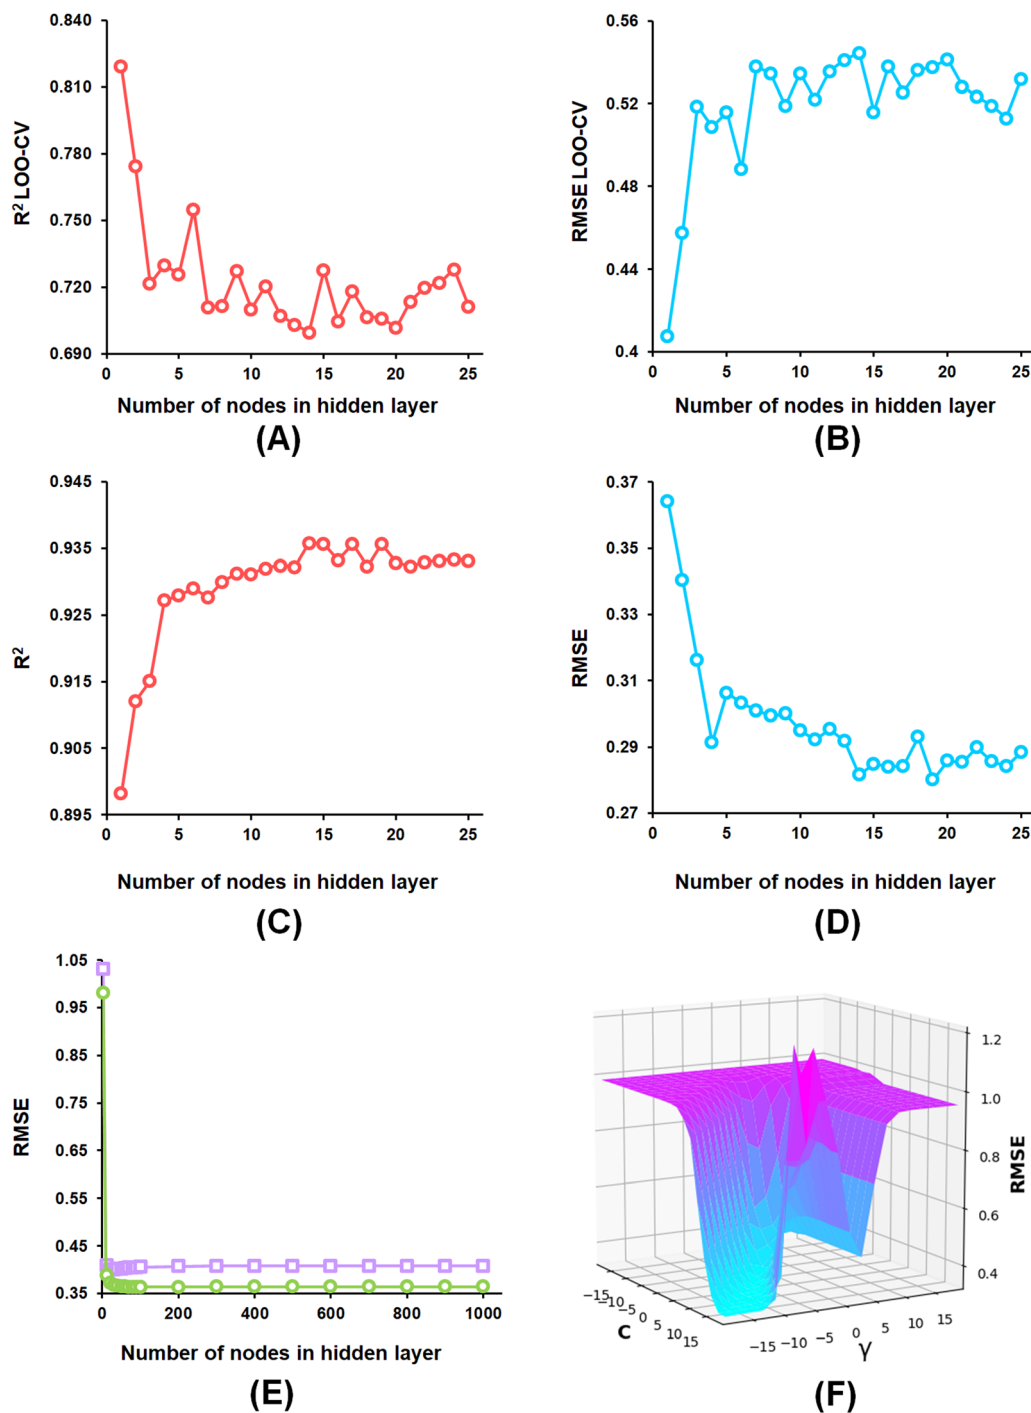 0.840
0.810
0.780
0.750
0.720
0.690
R² LOO-CV
0 5 10 15 20 25
Number of nodes in hidden layer
(A)
0.56
0.52
0.48
0.44
0.4
RMSE LOO-CV
0 5 10 15 20 25
Number of nodes in hidden layer
(B)
0.945
0.935
0.925
0.915
0.905
0.895
R²
0 5 10 15 20 25
Number of nodes in hidden layer
(C)
0.37
0.35
0.33
0.31
0.29
0.27
RMSE
0 5 10 15 20 25
Number of nodes in hidden layer
(D)
1.05
0.95
0.85
0.75
0.65
0.55
0.45
0.35
RMSE
0 200 400 600 800 1000
Number of nodes in hidden layer
(E)
1.2
1.0
0.8
0.6
0.4
RMSE
−15 −10 −5 0 5 10 15
C
−15 −10 −5 0 5 10 15
γ
(F)